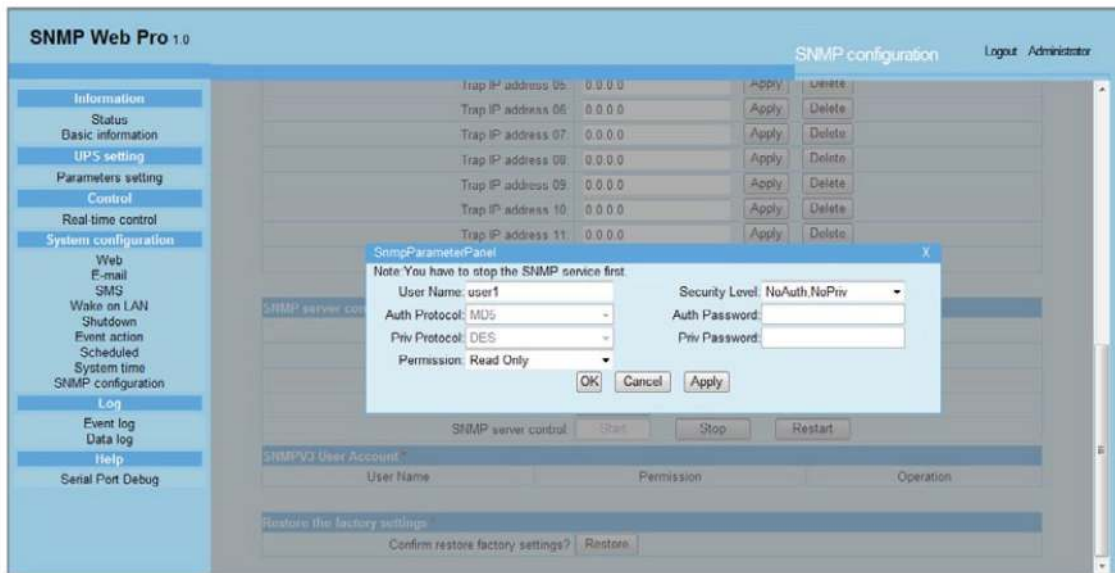 SNMP Web Pro 1.0
SNMP configuration
Logout Administrator
Information
Status
Basic information
UPS setting
Parameters setting
Control
Real-time control
System configuration
Web
E-mail
SMS
Wake on LAN
Shutdown
Event action
Scheduled
System time
SNMP configuration
Log
Event log
Data log
Help
Serial Port Debug
Trap IP address 05: 0.0.0.0 Apply Delete
Trap IP address 06: 0.0.0.0 Apply Delete
Trap IP address 07: 0.0.0.0 Apply Delete
Trap IP address 08: 0.0.0.0 Apply Delete
Trap IP address 09: 0.0.0.0 Apply Delete
Trap IP address 10: 0.0.0.0 Apply Delete
Trap IP address 11: 0.0.0.0 Apply Delete
SnmpParameterPanel X
Note:You have to stop the SNMP service first.
User Name: user1 Security Level: NoAuth,NoPriv
Auth Protocol: MD5 Auth Password:
Priv Protocol: DES Priv Password:
Permission: Read Only
OK Cancel Apply
SNMP server con
SNMP server control: Start Stop Restart
SNMPV3 User Account *
User Name Permission Operation
Restore the factory settings *
Confirm restore factory settings? Restore